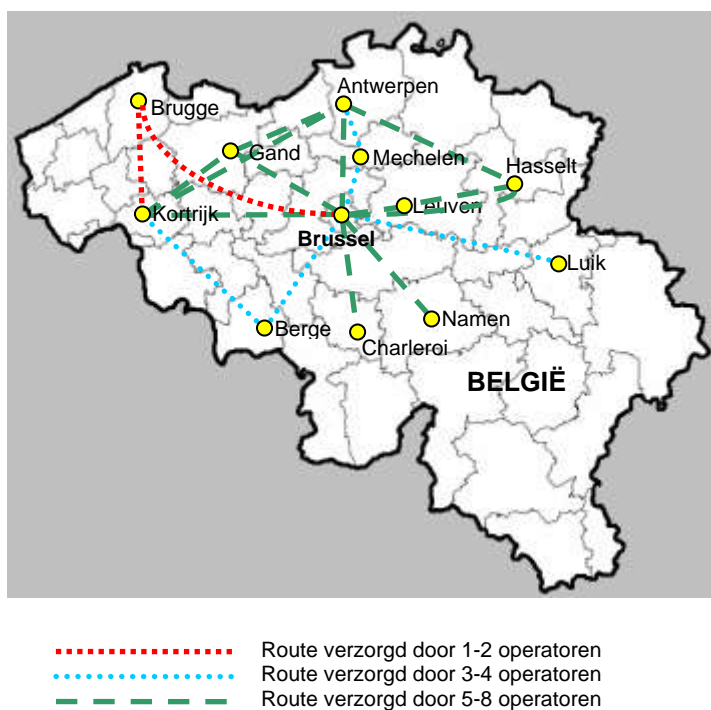 Antwerpen
Brugge
Gand
Mechelen
Hasselt
Leuven
Kortrijk
Brussel
Luik
Berge
Namen
Charleroi
BELGIË
Route verzorgd door 1-2 operatoren
Route verzorgd door 3-4 operatoren
Route verzorgd door 5-8 operatoren